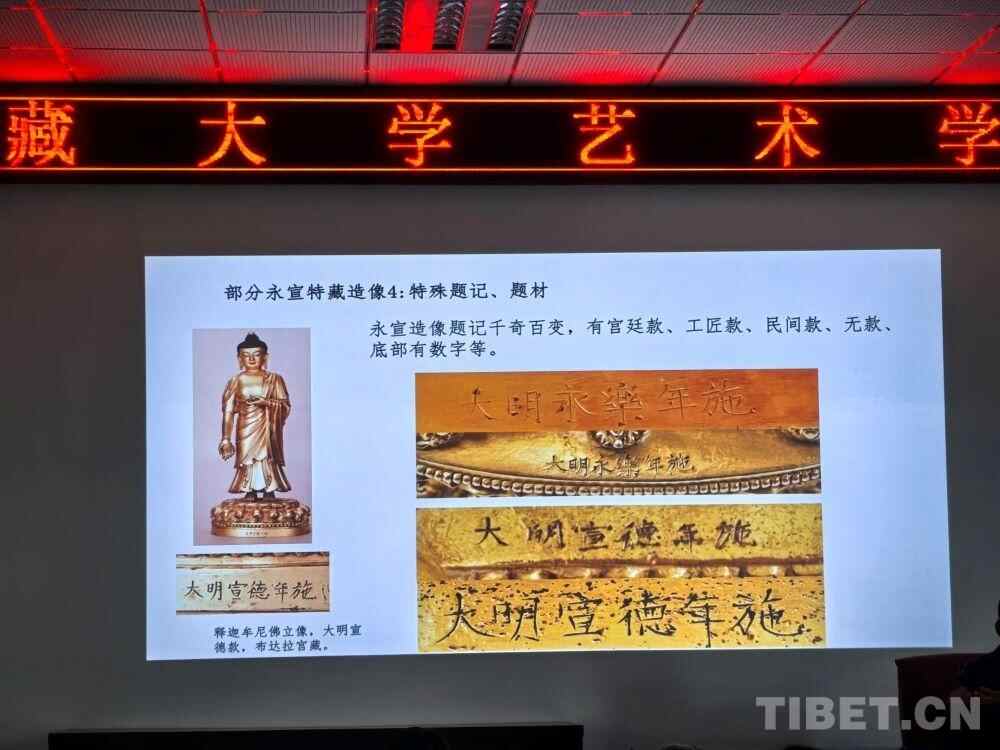 藏大学艺术学
部分永宣特藏造像4:特殊题记、题材
永宣造像题记千奇百变，有宫廷款、工匠款、民间款、无款、
底部有数字等。
大明永樂年施
大明永樂年施
大明宣德年施
大明宣德年施
大明宣德年施
释迦牟尼佛立像，大明宣
德款，布达拉宫藏。
TIBET.CN